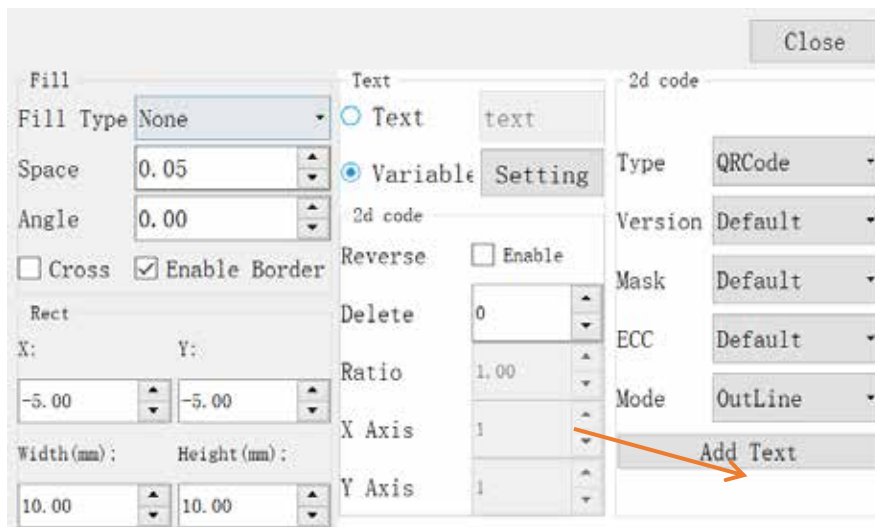 Close
Fill
Fill Type None
Space 0.05
Angle 0.00
Cross Enable Border
Rect
X: Y:
-5.00 -5.00
Width(mm): Height(mm):
10.00 10.00
Text
Text text
Variable Setting
2d code
Reverse Enable
Delete 0
Ratio 1.00
X Axis 1
Y Axis 1
2d code
Type QRCode
Version Default
Mask Default
ECC Default
Mode OutLine
Add Text